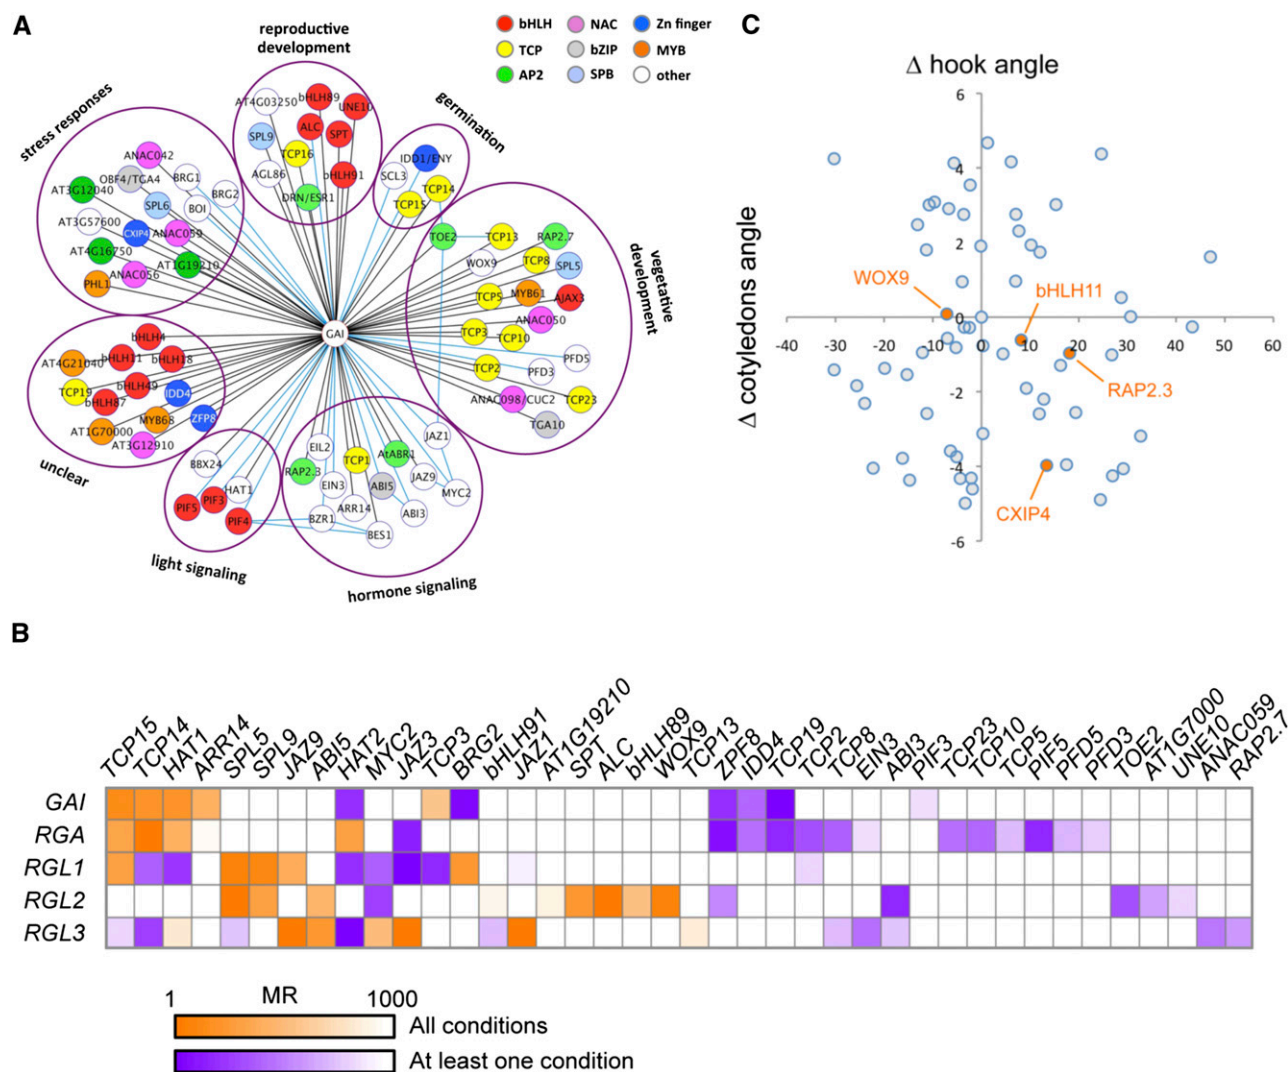 A
reproductive
development
bHLH
NAC
Zn finger
TCP
bZIP
MYB
AP2
SPB
other
stress responses
germination
AT4G03250
bHLH89
UNE10
SPL9
ALC
SPT
TCP16
AGL86
bHLH91
DRN/ESR1
IDD1/ENY
SCL3
TCP14
TCP15
ANAC042
OBF4/TGA4
BRG1
AT3G12040
BRG2
SPL6
BOI
AT3G57600
CXIP4
ANAC059
AT4G16750
ANAC056
AT1G19210
PHL1
vegetative
development
TOE2
TCP13
RAP2.7
WOX9
TCP8
SPL5
TCP5
MYB61
AJAX3
ANAC050
TCP3
TCP10
PFD5
TCP2
PFD3
ANAC098/CUC2
TCP23
TGA10
GAI
bHLH4
AT4G21040
bHLH11
bHLH18
TCP19
bHLH49
IDD4
bHLH87
MYB68
ZFP8
AT1G70000
AT3G12910
unclear
BBX24
HAT1
PIF5
PIF3
PIF4
light signaling
JAZ1
EIL2
AtABR1
RAP2.3
TCP1
JAZ9
EIN3
ABI5
MYC2
ARR14
ABI3
BZR1
BES1
hormone signaling
C
Δ hook angle
Δ cotyledons angle
6
4
2
0
-2
-4
-6
-40
-30
-20
-10
0
10
20
30
40
50
60
WOX9
bHLH11
RAP2.3
CXIP4
B
TCP15
TCP14
HAT1
ARR14
SPL5
SPL9
JAZ9
ABI5
HAT2
MYC2
JAZ3
TCP3
BRG2
bHLH91
JAZ1
AT1G19210
SPT
ALC
bHLH89
WOX9
TCP13
ZPF8
IDD4
TCP19
TCP2
TCP8
EIN3
ABI3
PIF3
TCP23
TCP10
TCP5
PIF5
PFD5
PFD3
TOE2
AT1G7000
UNE10
ANAC059
RAP2.7
GAI
RGA
RGL1
RGL2
RGL3
1 MR 1000
All conditions
At least one condition